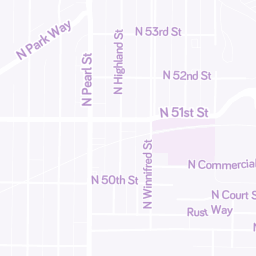 N 53rd St
N Park Way
N Highland St
N Pearl St
N 52nd St
N 51st St
N Winnifred St
N Commercial
N 50th St
N Court S
Rust Way
N